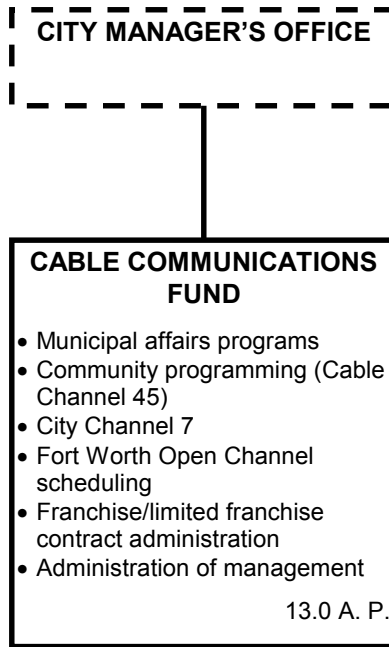 CITY MANAGER’S OFFICE
CABLE COMMUNICATIONS
FUND
• Municipal affairs programs
• Community programming (Cable
Channel 45)
• City Channel 7
• Fort Worth Open Channel
scheduling
• Franchise/limited franchise
contract administration
• Administration of management
13.0 A. P.